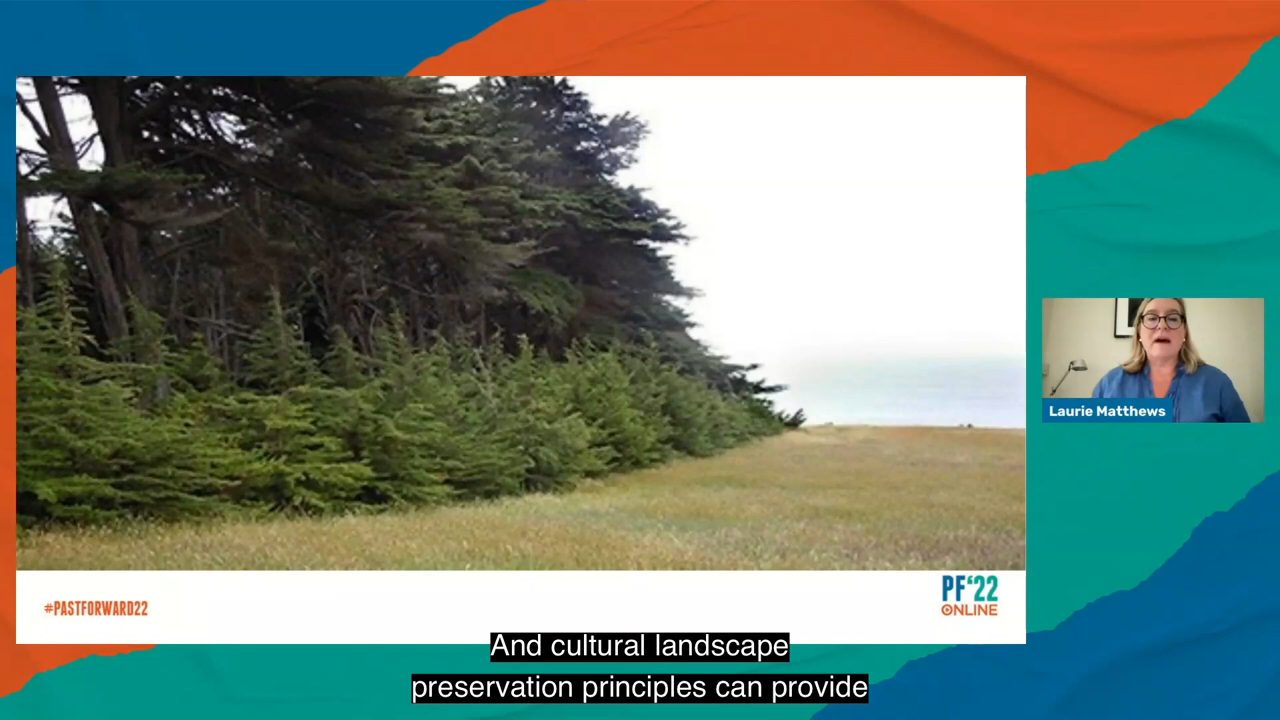 Laurie Matthews
#PASTFORWARD22
PF'22
ONLINE
And cultural landscape
preservation principles can provide